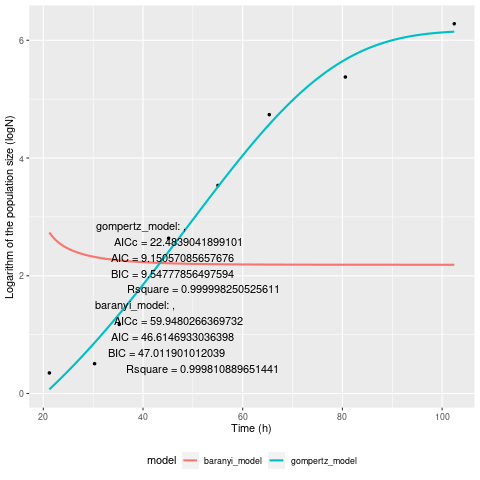 Logarithm of the population size (logN)
6
4
2
0
gompertz_model: ,
AICc = 22.4839041899101
AIC = 9.15057085657676
BIC = 9.54777856497594
Rsquare = 0.999998250525611
baranyi_model: ,
AICc = 59.9480266369732
AIC = 46.6146933036398
BIC = 47.011901012039
Rsquare = 0.999810889651441
20 40 60 80 100
Time (h)
model baranyi_model gompertz_model